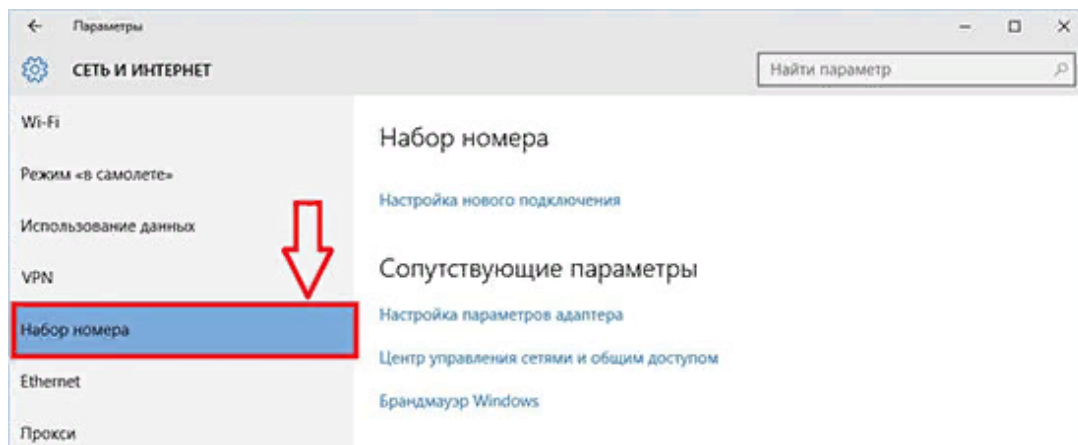 Параметры
СЕТЬ И ИНТЕРНЕТ
Найти параметр
Wi-Fi
Режим «в самолете»
Использование данных
VPN
Набор номера
Ethernet
Прокси
Набор номера
Настройка нового подключения
Сопутствующие параметры
Настройка параметров адаптера
Центр управления сетями и общим доступом
Брандмауэр Windows